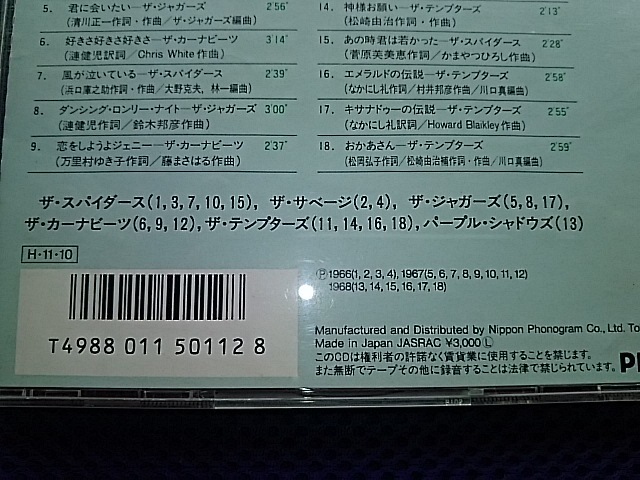 5. 君に会いたい─ザ・ジャガーズ 2'56"
(清川正一作詞・作曲／ザ・ジャガーズ編曲)
6. 好きさ好きさ好きさ─ザ・カーナビーツ 3'14"
(漣健児訳詞／Chris White作曲)
7. 風が泣いている─ザ・スパイダース 2'39"
(浜口庫之助作詞・作曲／大野克夫、林一編曲)
8. ダンシング・ロンリー・ナイト─ザ・ジャガーズ 3'00"
(漣健児作詞／鈴木邦彦作曲)
9. 恋をしようよジェニー─ザ・カーナビーツ 2'37"
(万里村ゆき子作詞／藤まさはる作曲)
14. 神様お願い─ザ・テンプターズ 2'13"
(松崎由治作詞・作曲)
15. あの時君は若かった─ザ・スパイダース 2'28"
(菅原芙美恵作詞／かまやつひろし作曲)
16. エメラルドの伝説─ザ・テンプターズ 2'58"
(なかにし礼作詞／村井邦彦作曲／川口真編曲)
17. キサナドゥーの伝説─ザ・テンプターズ 2'55"
(なかにし礼訳詞／Howard Blaikley作曲)
18. おかあさん─ザ・テンプターズ 2'59"
(松岡弘子作詞／松崎由治補作詞・作曲／川口真編曲)
ザ・スパイダース(1,3,7,10,15), ザ・サベージ(2,4), ザ・ジャガーズ(5,8,17),
ザ・カーナビーツ(6,9,12), ザ・テンプターズ(11,14,16,18), パープル・シャドウズ(13)
H・11・10
℗1966(1, 2, 3, 4), 1967(5, 6, 7, 8, 9, 10, 11, 12)
1968(13, 14, 15, 16, 17, 18)
T4988 011 501128
Manufactured and Distributed by Nippon Phonogram Co., Ltd. To
Made in Japan JASRAC ¥3,000 Ⓛ
このCDは権利者の許諾なく賃貸業に使用することを禁じます。
また無断でテープその他に録音することは法律で禁じられています。